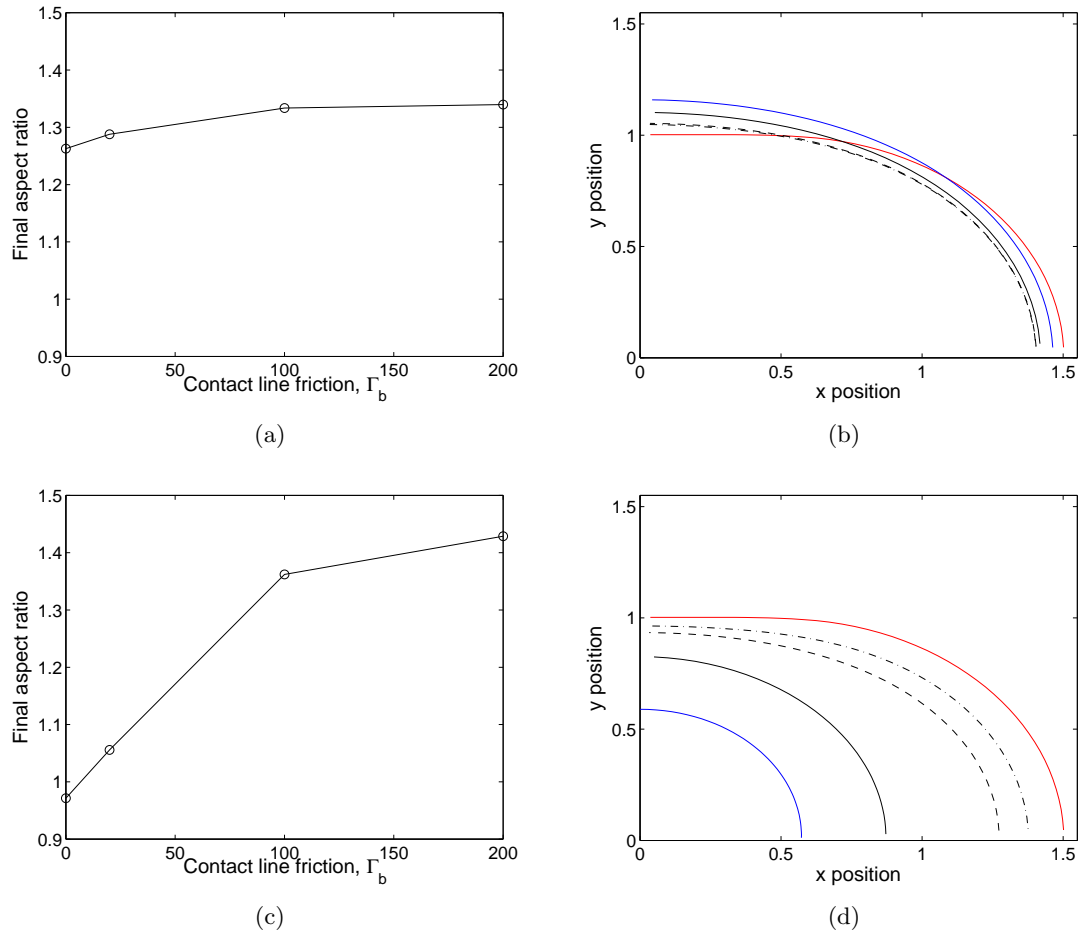 1.5
1.4
1.3
1.2
1.1
1
0.9
Final aspect ratio
0 50 100 150 200
Contact line friction, Γb
(a)
1.5
1
0.5
0
y position
0 0.5 1 1.5
x position
(b)
1.5
1.4
1.3
1.2
1.1
1
0.9
Final aspect ratio
0 50 100 150 200
Contact line friction, Γb
(c)
1.5
1
0.5
0
y position
0 0.5 1 1.5
x position
(d)